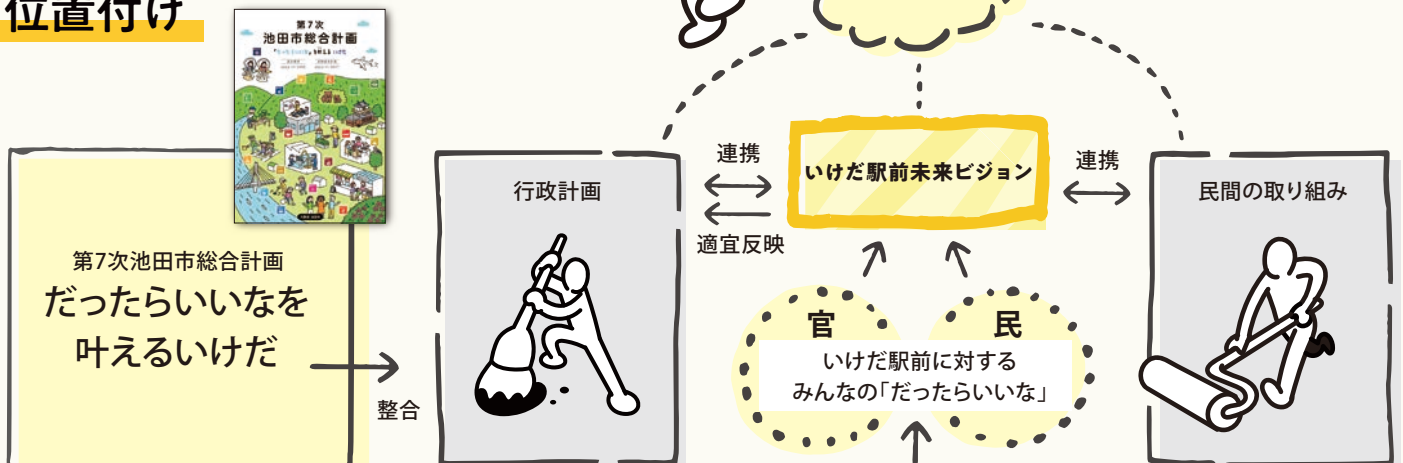 位置付け
第7次
池田市総合計画
第7次池田市総合計画
だったらいいなを
叶えるいけだ
整合
行政計画
連携
適宜反映
いけだ駅前未来ビジョン
連携
民間の取り組み
官
民
いけだ駅前に対する
みんなの「だったらいいな」